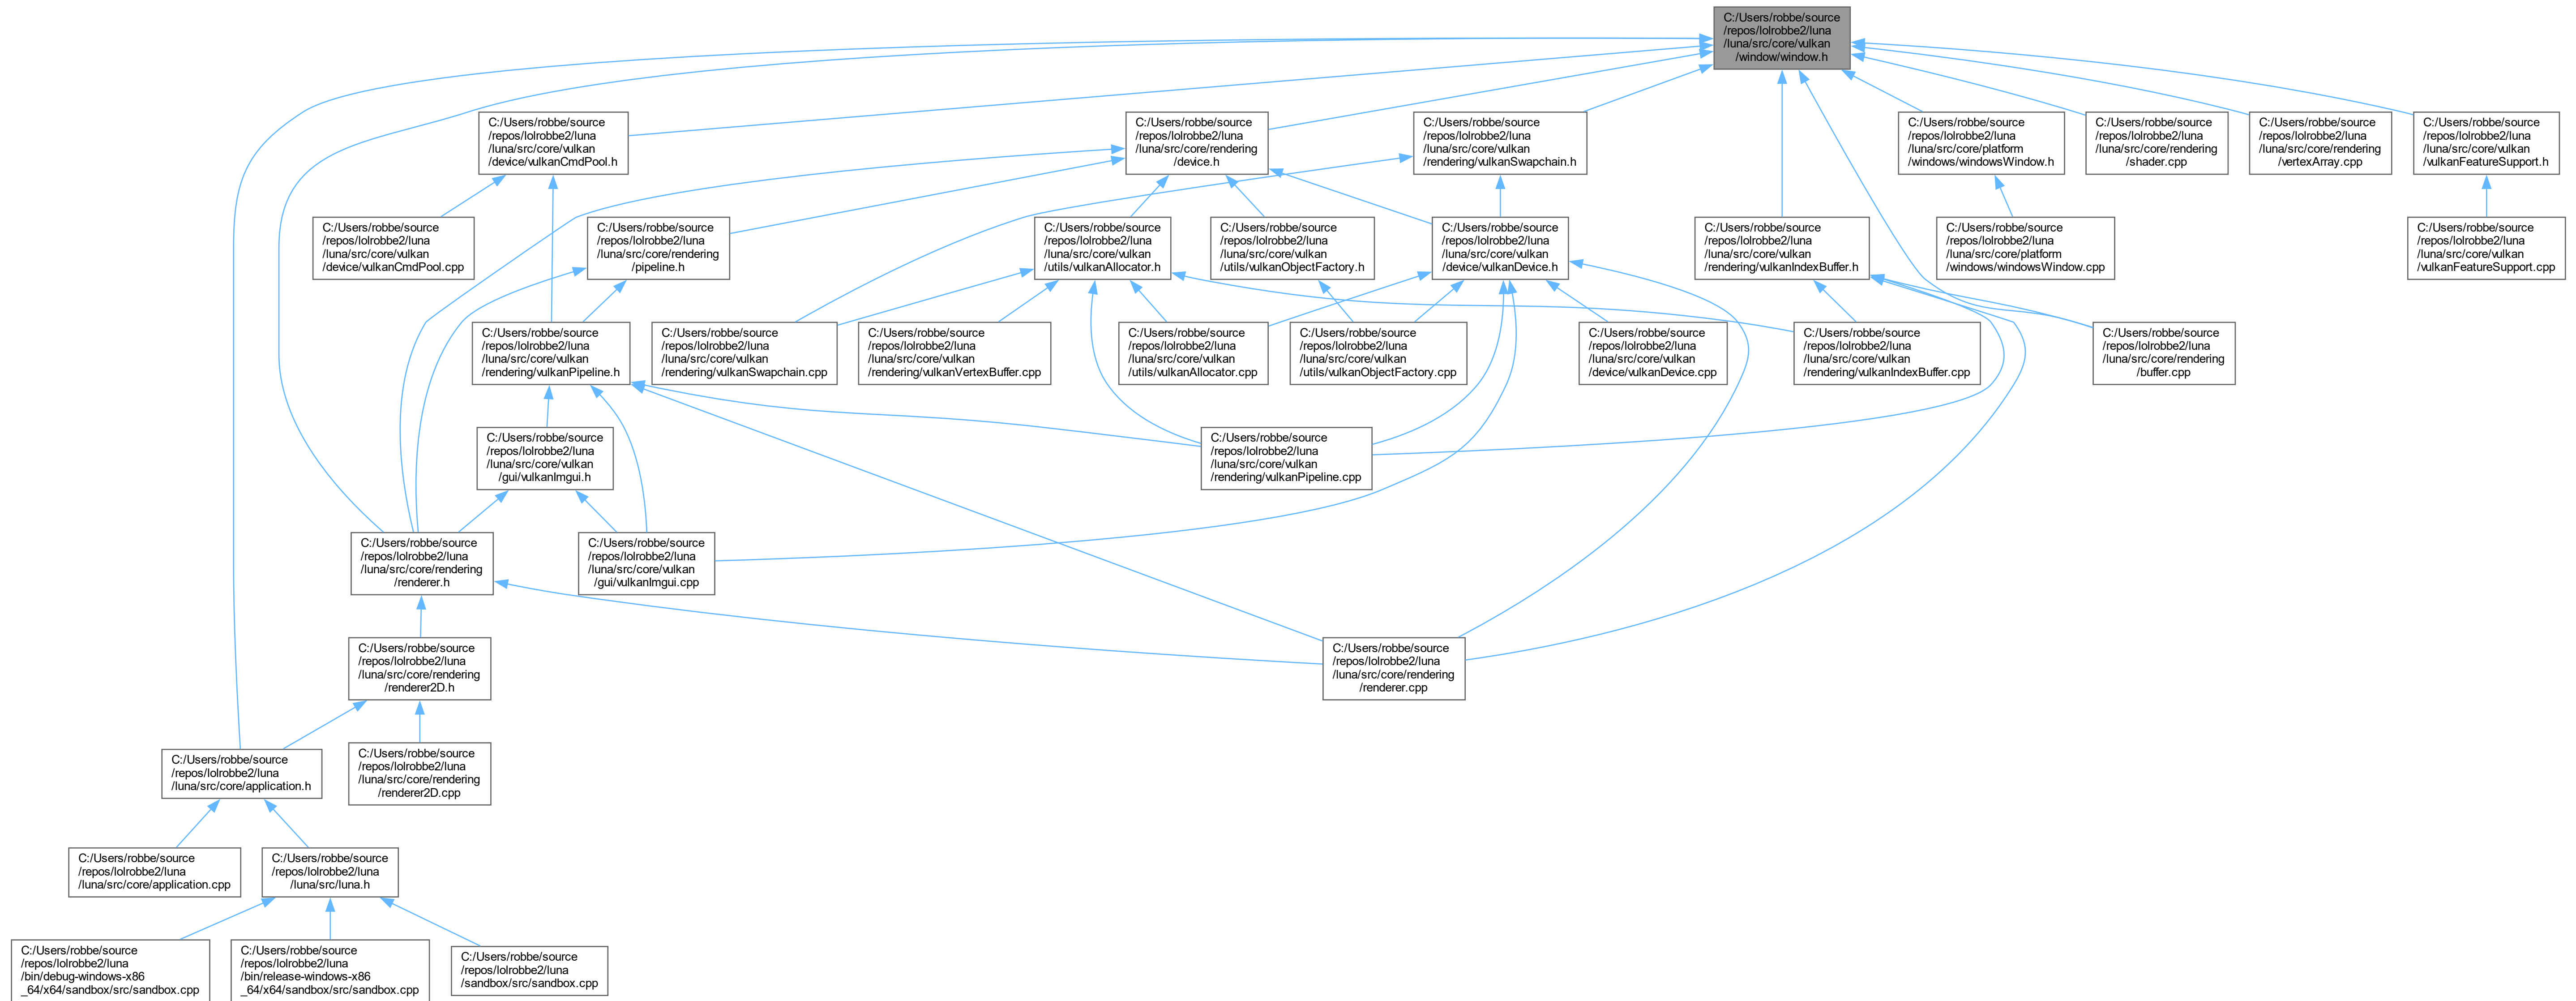 C:/Users/robbe/source
/repos/lolrobbe2/luna
/luna/src/core/vulkan
/window/window.h
C:/Users/robbe/source
/repos/lolrobbe2/luna
/luna/src/core/vulkan
/device/vulkanCmdPool.h
C:/Users/robbe/source
/repos/lolrobbe2/luna
/luna/src/core/rendering
/device.h
C:/Users/robbe/source
/repos/lolrobbe2/luna
/luna/src/core/vulkan
/rendering/vulkanSwapchain.h
C:/Users/robbe/source
/repos/lolrobbe2/luna
/luna/src/core/platform
/windows/windowsWindow.h
C:/Users/robbe/source
/repos/lolrobbe2/luna
/luna/src/core/rendering
/shader.cpp
C:/Users/robbe/source
/repos/lolrobbe2/luna
/luna/src/core/rendering
/vertexArray.cpp
C:/Users/robbe/source
/repos/lolrobbe2/luna
/luna/src/core/vulkan
/vulkanFeatureSupport.h
C:/Users/robbe/source
/repos/lolrobbe2/luna
/luna/src/core/vulkan
/device/vulkanCmdPool.cpp
C:/Users/robbe/source
/repos/lolrobbe2/luna
/luna/src/core/rendering
/pipeline.h
C:/Users/robbe/source
/repos/lolrobbe2/luna
/luna/src/core/vulkan
/utils/vulkanAllocator.h
C:/Users/robbe/source
/repos/lolrobbe2/luna
/luna/src/core/vulkan
/utils/vulkanObjectFactory.h
C:/Users/robbe/source
/repos/lolrobbe2/luna
/luna/src/core/vulkan
/device/vulkanDevice.h
C:/Users/robbe/source
/repos/lolrobbe2/luna
/luna/src/core/vulkan
/rendering/vulkanIndexBuffer.h
C:/Users/robbe/source
/repos/lolrobbe2/luna
/luna/src/core/platform
/windows/windowsWindow.cpp
C:/Users/robbe/source
/repos/lolrobbe2/luna
/luna/src/core/vulkan
/vulkanFeatureSupport.cpp
C:/Users/robbe/source
/repos/lolrobbe2/luna
/luna/src/core/vulkan
/rendering/vulkanPipeline.h
C:/Users/robbe/source
/repos/lolrobbe2/luna
/luna/src/core/vulkan
/rendering/vulkanSwapchain.cpp
C:/Users/robbe/source
/repos/lolrobbe2/luna
/luna/src/core/vulkan
/rendering/vulkanVertexBuffer.cpp
C:/Users/robbe/source
/repos/lolrobbe2/luna
/luna/src/core/vulkan
/utils/vulkanAllocator.cpp
C:/Users/robbe/source
/repos/lolrobbe2/luna
/luna/src/core/vulkan
/utils/vulkanObjectFactory.cpp
C:/Users/robbe/source
/repos/lolrobbe2/luna
/luna/src/core/vulkan
/device/vulkanDevice.cpp
C:/Users/robbe/source
/repos/lolrobbe2/luna
/luna/src/core/vulkan
/rendering/vulkanIndexBuffer.cpp
C:/Users/robbe/source
/repos/lolrobbe2/luna
/luna/src/core/rendering
/buffer.cpp
C:/Users/robbe/source
/repos/lolrobbe2/luna
/luna/src/core/vulkan
/gui/vulkanImgui.h
C:/Users/robbe/source
/repos/lolrobbe2/luna
/luna/src/core/vulkan
/rendering/vulkanPipeline.cpp
C:/Users/robbe/source
/repos/lolrobbe2/luna
/luna/src/core/rendering
/renderer.h
C:/Users/robbe/source
/repos/lolrobbe2/luna
/luna/src/core/vulkan
/gui/vulkanImgui.cpp
C:/Users/robbe/source
/repos/lolrobbe2/luna
/luna/src/core/rendering
/renderer2D.h
C:/Users/robbe/source
/repos/lolrobbe2/luna
/luna/src/core/rendering
/renderer.cpp
C:/Users/robbe/source
/repos/lolrobbe2/luna
/luna/src/core/application.h
C:/Users/robbe/source
/repos/lolrobbe2/luna
/luna/src/core/rendering
/renderer2D.cpp
C:/Users/robbe/source
/repos/lolrobbe2/luna
/luna/src/core/application.cpp
C:/Users/robbe/source
/repos/lolrobbe2/luna
/luna/src/luna.h
C:/Users/robbe/source
/repos/lolrobbe2/luna
/bin/debug-windows-x86
_64/x64/sandbox/src/sandbox.cpp
C:/Users/robbe/source
/repos/lolrobbe2/luna
/bin/release-windows-x86
_64/x64/sandbox/src/sandbox.cpp
C:/Users/robbe/source
/repos/lolrobbe2/luna
/sandbox/src/sandbox.cpp